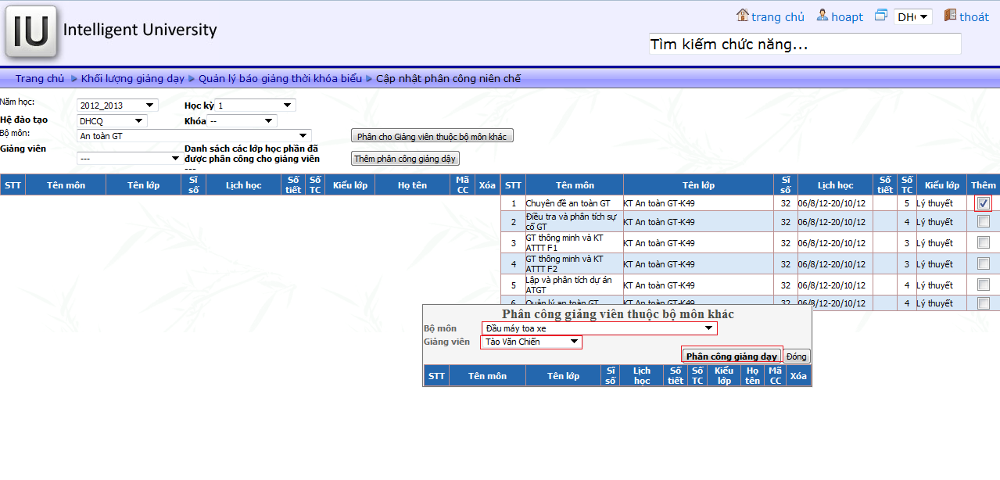 IU Intelligent University
trang chủ hoapt DH( thoát
Tìm kiếm chức năng...
Trang chủ Khối lượng giảng dạy Quản lý báo giảng thời khóa biểu Cập nhật phân công niên chế
Năm học: 2012_2013 Học kỳ 1
Hệ đào tạo DHCQ Khóa --
Bộ môn: An toàn GT Phân cho Giảng viên thuộc bộ môn khác
Giảng viên --- Danh sách các lớp học phần đã
được phân công cho giảng viên Thêm phân công giảng dậy
---
STT Tên môn Tên lớp Sĩ số Lịch học Số tiết Số TC Kiểu lớp Họ tên Mã CC Xóa
STT Tên môn Tên lớp Sĩ số Lịch học Số tiết Số TC Kiểu lớp Thêm
1 Chuyên đề an toàn GT KT An toàn GT-K49 32 06/8/12-20/10/12 5 Lý thuyết
2 Điều tra và phân tích sự cố GT KT An toàn GT-K49 32 06/8/12-20/10/12 4 Lý thuyết
3 GT thông minh và KT ATTT F1 KT An toàn GT-K49 32 06/8/12-20/10/12 3 Lý thuyết
4 GT thông minh và KT ATTT F2 KT An toàn GT-K49 32 06/8/12-20/10/12 3 Lý thuyết
5 Lập và phân tích dự án ATGT KT An toàn GT-K49 32 06/8/12-20/10/12 4 Lý thuyết
6 Quản lý an toàn GT KT An toàn GT-K49 32 06/8/12-20/10/12 4 Lý thuyết
Phân công giảng viên thuộc bộ môn khác
Bộ môn Đầu máy toa xe
Giảng viên Tào Văn Chiến
Phân công giảng dạy Đóng
STT Tên môn Tên lớp Sĩ số Lịch học Số tiết Số TC Kiểu lớp Họ tên Mã CC Xóa